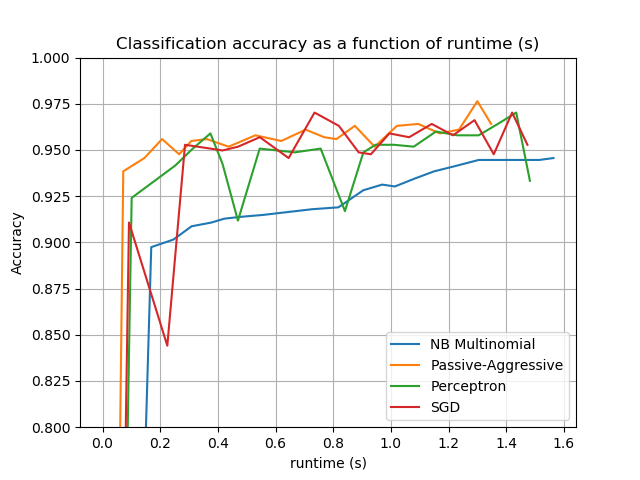 Classification accuracy as a function of runtime (s)
1.000
0.975
0.950
0.925
0.900
0.875
0.850
0.825
0.800
Accuracy
NB Multinomial
Passive-Aggressive
Perceptron
SGD
0.0 0.2 0.4 0.6 0.8 1.0 1.2 1.4 1.6
runtime (s)